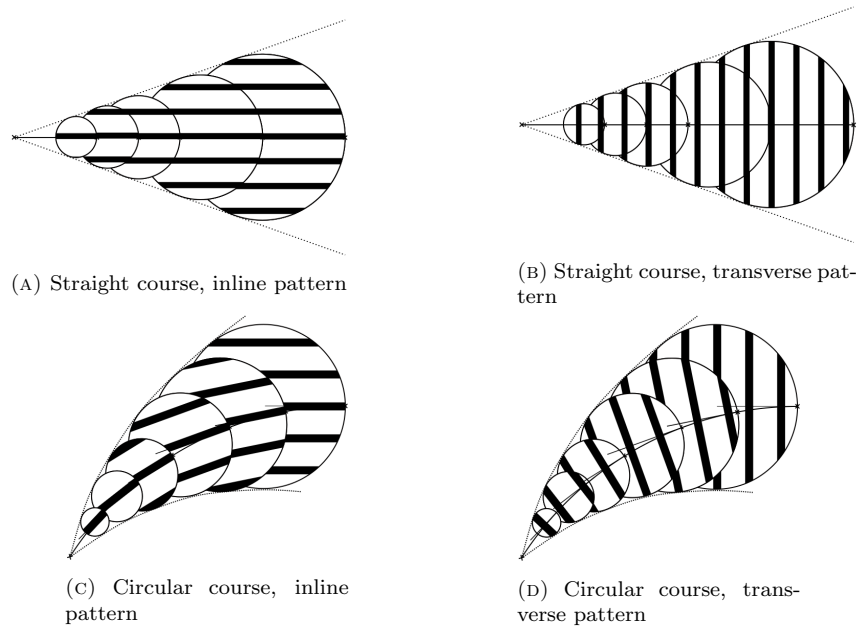 (A) Straight course, inline pattern
(B) Straight course, transverse pat-
tern
(C) Circular course, inline
pattern
(D) Circular course, trans-
verse pattern